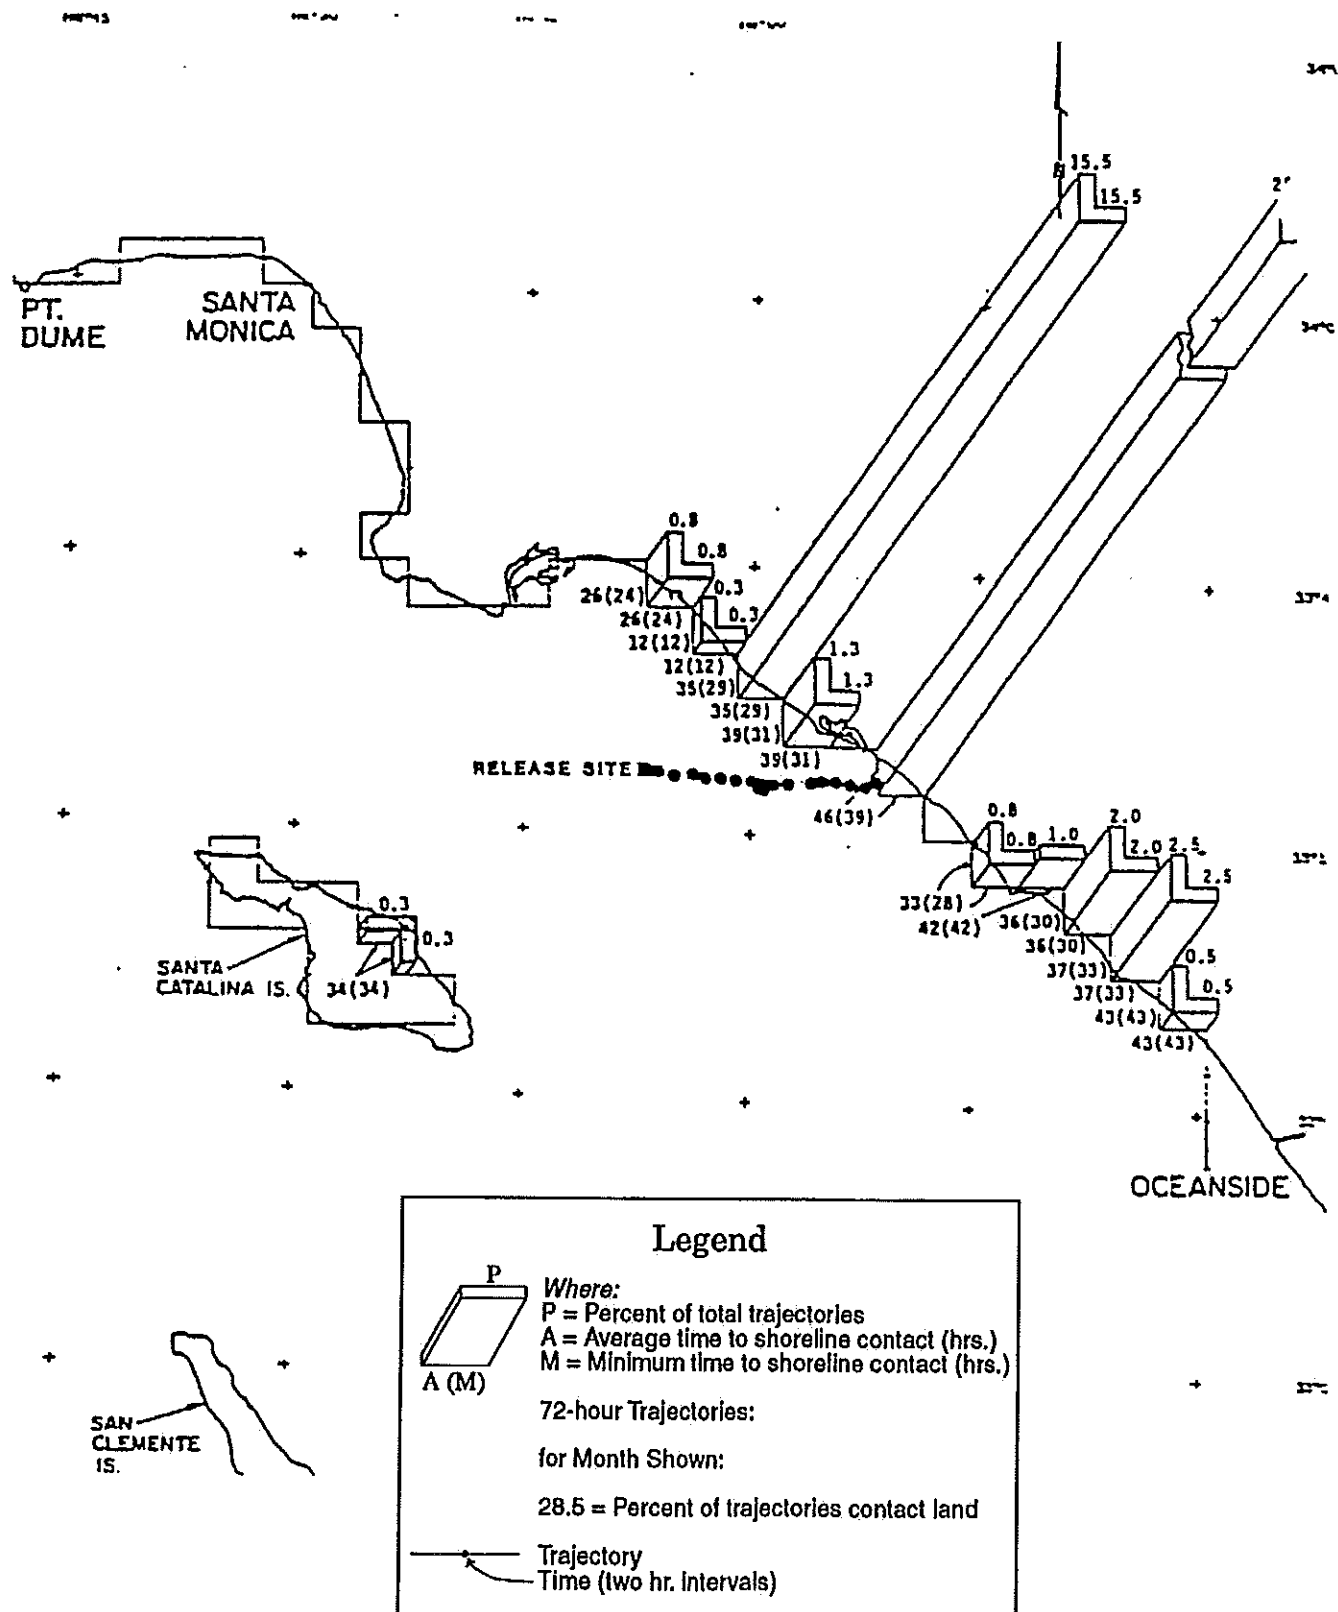 15.5
15.5
PT.
DUME
SANTA
MONICA
0.8
0.8
26(24)
0.3
26(24)
0.3
12(12)
12(12)
1.3
35(29)
1.3
35(29)
39(31)
39(31)
RELEASE SITE
46(39)
0.8
0.8
1.0
2.0
2.0
2.5
2.5
33(28)
42(42)
36(30)
36(30)
37(33)
37(33)
0.5
0.5
43(43)
43(43)
0.3
0.3
SANTA
CATALINA IS.
34(34)
OCEANSIDE
SAN
CLEMENTE
IS.
Legend
P
A (M)
Where:
P = Percent of total trajectories
A = Average time to shoreline contact (hrs.)
M = Minimum time to shoreline contact (hrs.)
72-hour Trajectories:
for Month Shown:
28.5 = Percent of trajectories contact land
Trajectory
Time (two hr. intervals)